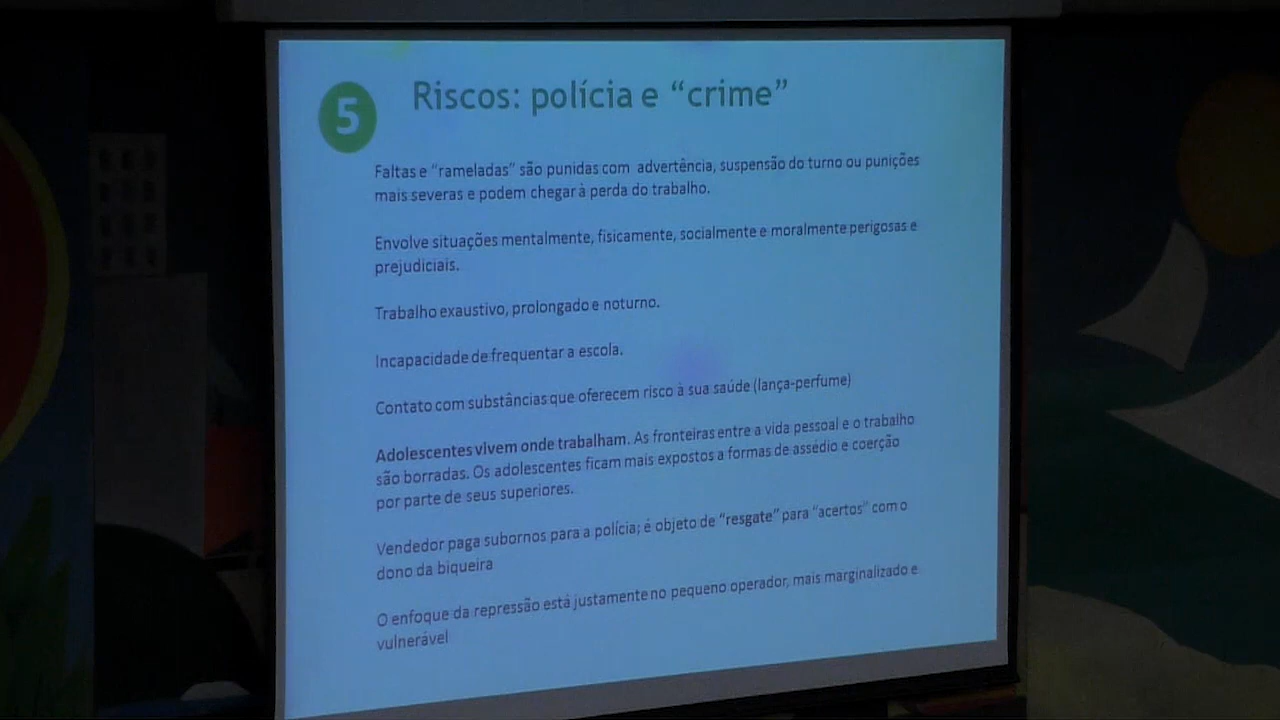 5
Riscos: polícia e “crime”
Faltas e “rameladas” são punidas com advertência, suspensão do turno ou punições
mais severas e podem chegar à perda do trabalho.
Envolve situações mentalmente, fisicamente, socialmente e moralmente perigosas e
prejudiciais.
Trabalho exaustivo, prolongado e noturno.
Incapacidade de frequentar a escola.
Contato com substâncias que oferecem risco à sua saúde (lança-perfume)
Adolescentes vivem onde trabalham. As fronteiras entre a vida pessoal e o trabalho
são borradas. Os adolescentes ficam mais expostos a formas de assédio e coerção
por parte de seus superiores.
Vendedor paga subornos para a polícia; é objeto de “resgate” para “acertos” com o
dono da biqueira
O enfoque da repressão está justamente no pequeno operador, mais marginalizado e
vulnerável